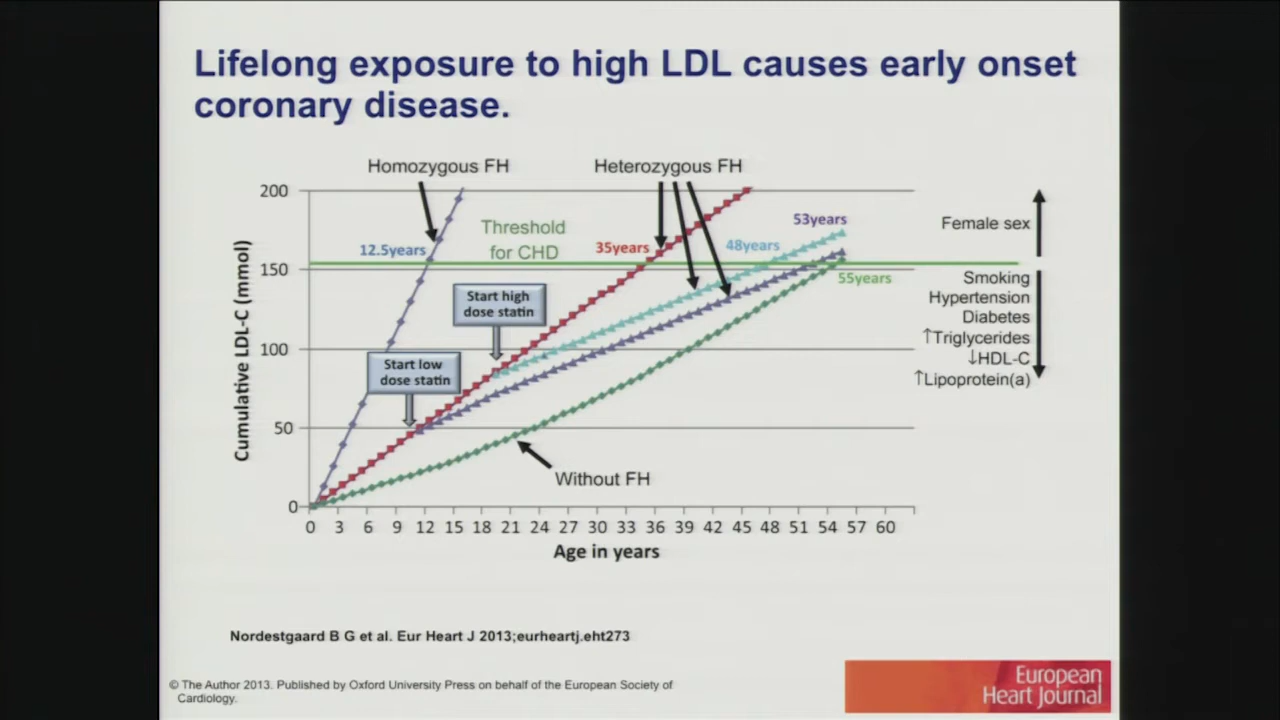 Lifelong exposure to high LDL causes early onset
coronary disease.
Homozygous FH
Heterozygous FH
200
150
100
50
0
Cumulative LDL-C (mmol)
12.5years
Threshold
for CHD
35years
48years
53years
55years
Start high
dose statin
Start low
dose statin
Without FH
Female sex
Smoking
Hypertension
Diabetes
↑Triglycerides
↓HDL-C
↑Lipoprotein(a)
0 3 6 9 12 15 18 21 24 27 30 33 36 39 42 45 48 51 54 57 60
Age in years
Nordestgaard B G et al. Eur Heart J 2013;eurheartj.eht273
© The Author 2013. Published by Oxford University Press on behalf of the European Society of
Cardiology.
European
Heart Journal